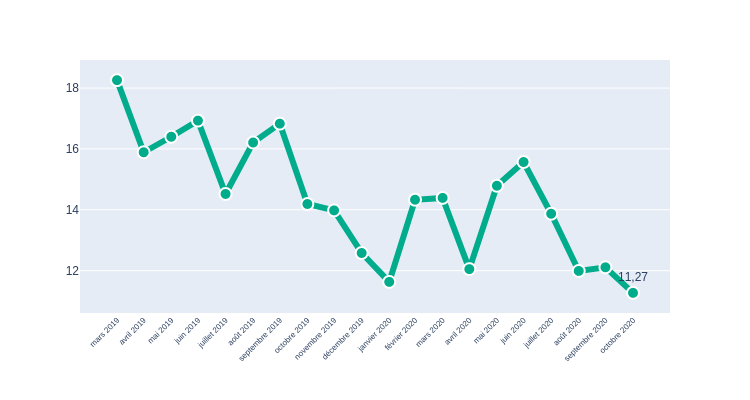 18
16
14
12
11,27
mars 2019
avril 2019
mai 2019
juin 2019
juillet 2019
août 2019
septembre 2019
octobre 2019
novembre 2019
décembre 2019
janvier 2020
février 2020
mars 2020
avril 2020
mai 2020
juin 2020
juillet 2020
août 2020
septembre 2020
octobre 2020